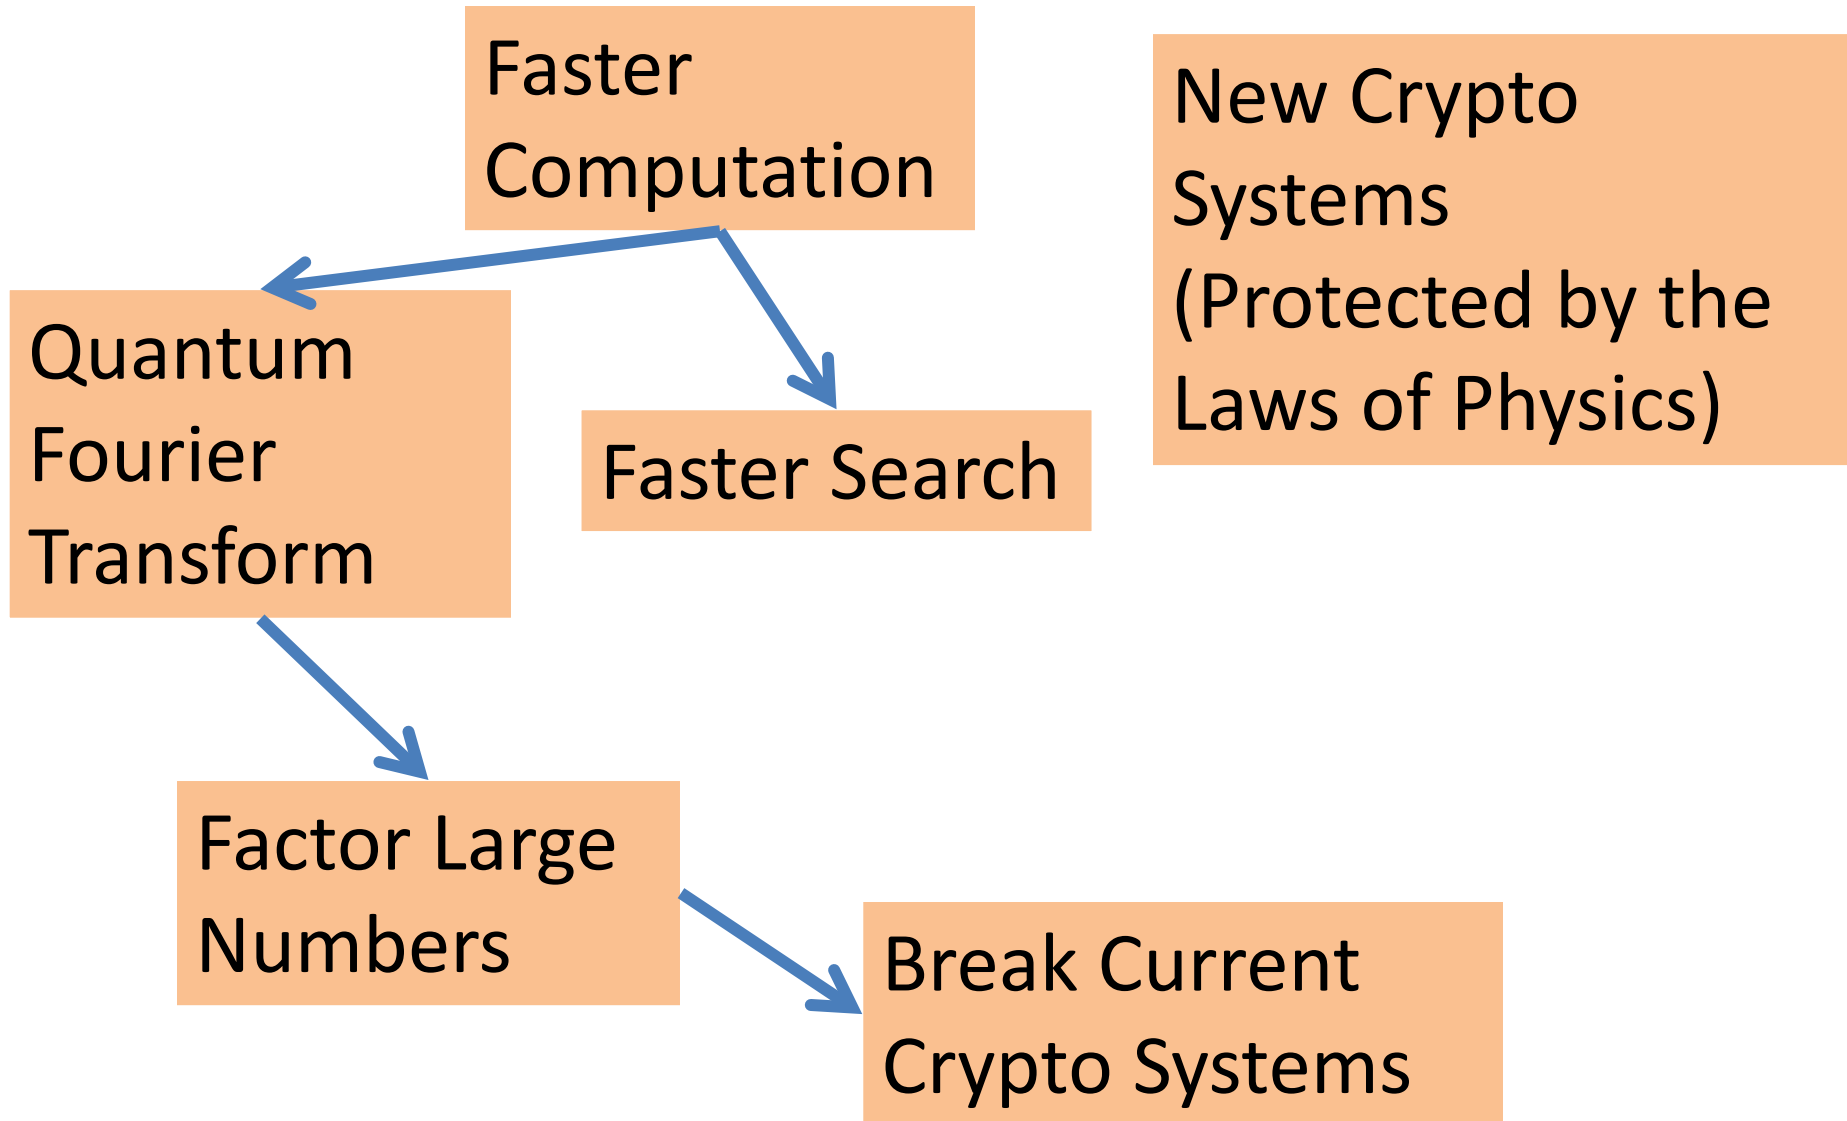 Faster
Computation
New Crypto
Systems
(Protected by the
Laws of Physics)
Quantum
Fourier
Transform
Faster Search
Factor Large
Numbers
Break Current
Crypto Systems